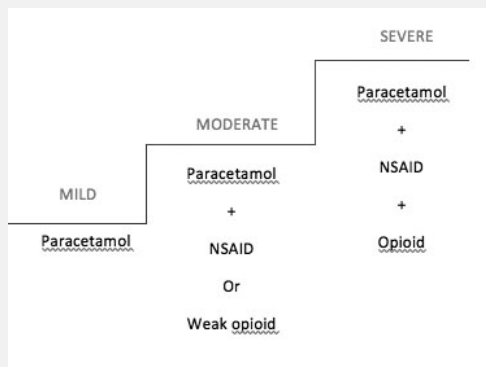 MILD
Paracetamol
MODERATE
Paracetamol
+
NSAID
Or
Weak opioid
SEVERE
Paracetamol
+
NSAID
+
Opioid